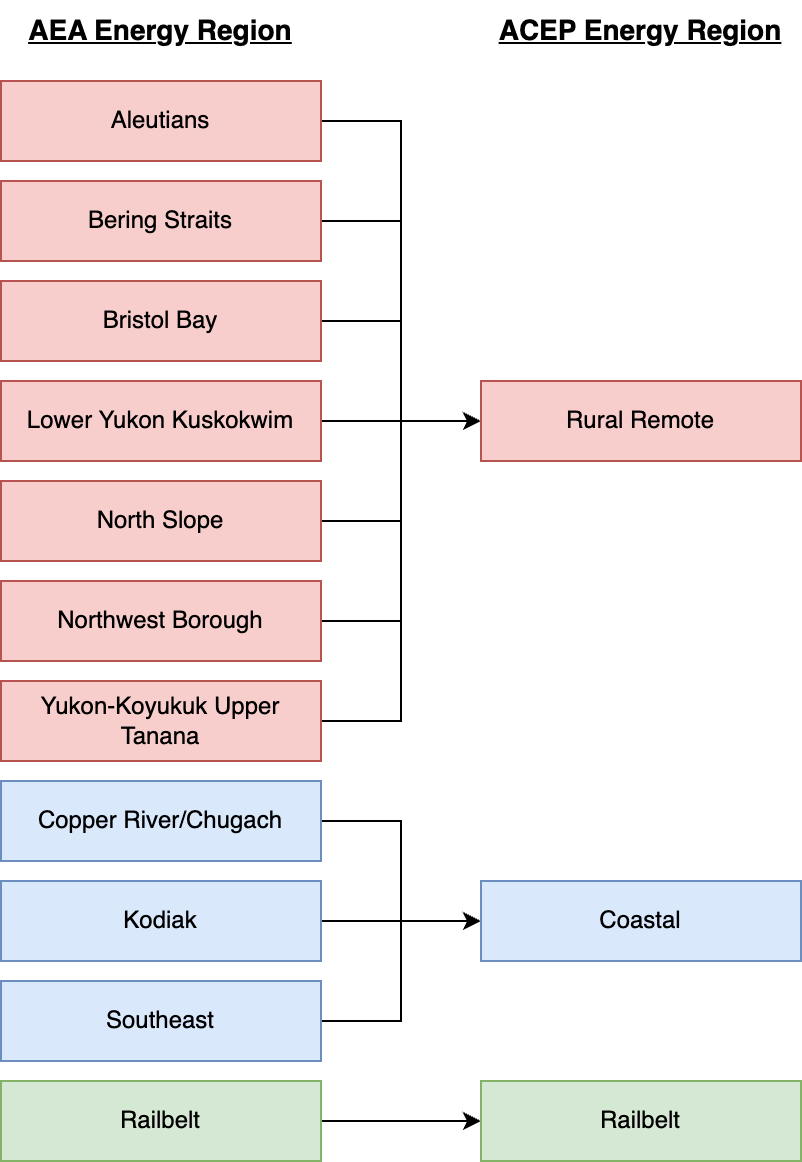 AEA Energy Region
ACEP Energy Region
Aleutians
Bering Straits
Bristol Bay
Lower Yukon Kuskokwim
Rural Remote
North Slope
Northwest Borough
Yukon-Koyukuk Upper
Tanana
Copper River/Chugach
Kodiak
Coastal
Southeast
Railbelt
Railbelt